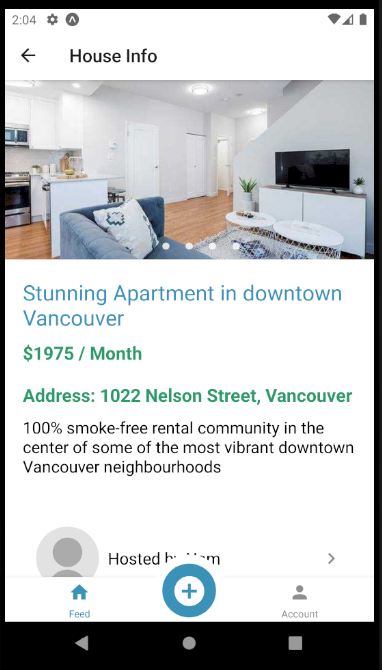 2:04
House Info
Stunning Apartment in downtown
Vancouver
$1975 / Month
Address: 1022 Nelson Street, Vancouver
100% smoke-free rental community in the
center of some of the most vibrant downtown
Vancouver neighbourhoods
Hosted
Feed
Account